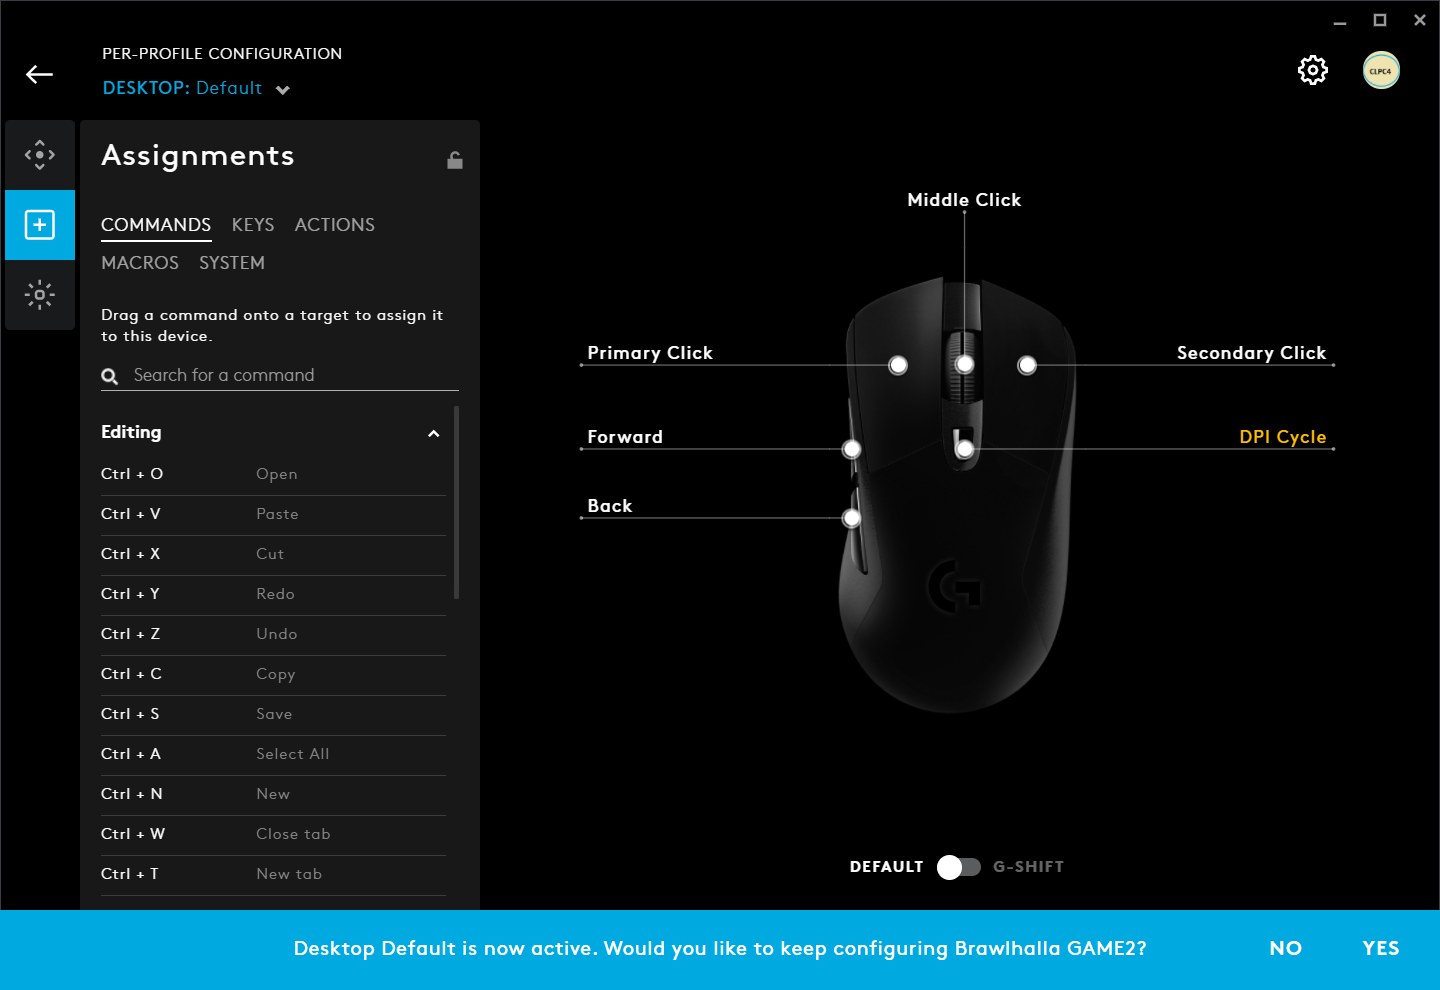 PER-PROFILE CONFIGURATION
DESKTOP: Default
CLPC4
Assignments
COMMANDS KEYS ACTIONS
MACROS SYSTEM
Drag a command onto a target to assign it
to this device.
Search for a command
Editing
Ctrl + O Open
Ctrl + V Paste
Ctrl + X Cut
Ctrl + Y Redo
Ctrl + Z Undo
Ctrl + C Copy
Ctrl + S Save
Ctrl + A Select All
Ctrl + N New
Ctrl + W Close tab
Ctrl + T New tab
Middle Click
Primary Click
Secondary Click
Forward
DPI Cycle
Back
DEFAULT G-SHIFT
Desktop Default is now active. Would you like to keep configuring Brawlhalla GAME2? NO YES